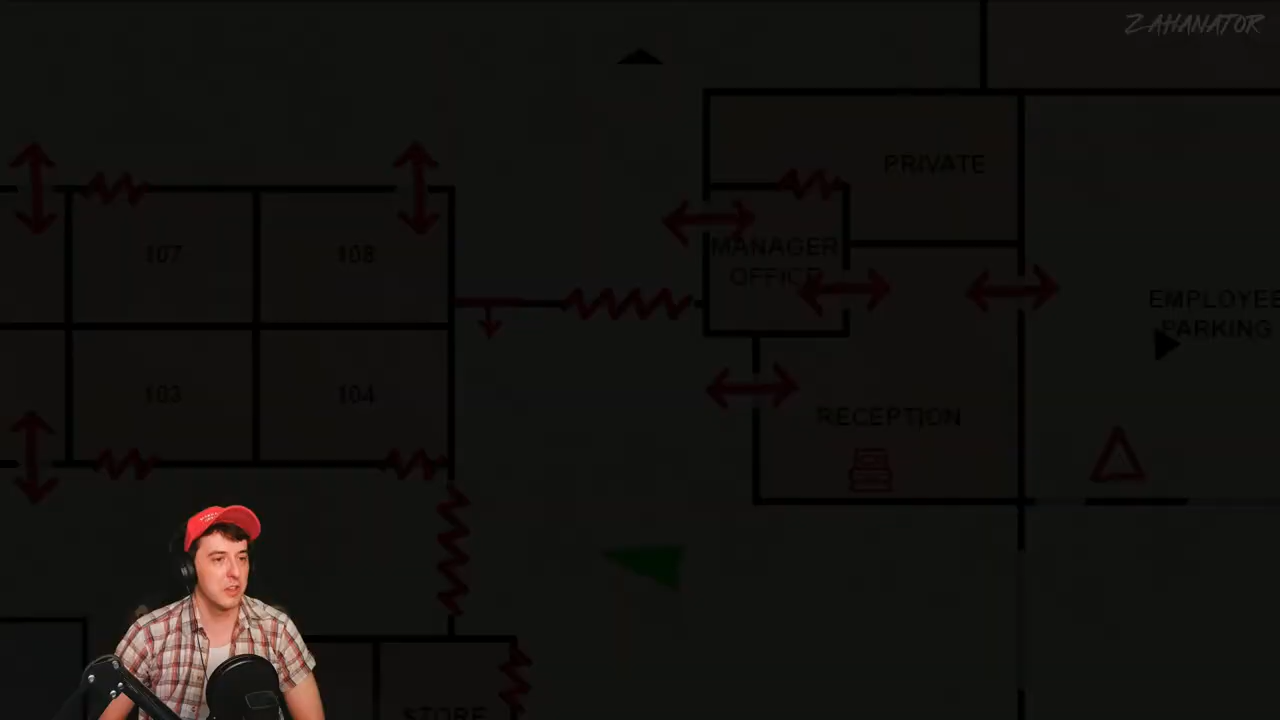 ZAHANATOR
PRIVATE
107
108
MANAGER
OFFICE
EMPLOYEE
PARKING
103
104
RECEPTION
STORE